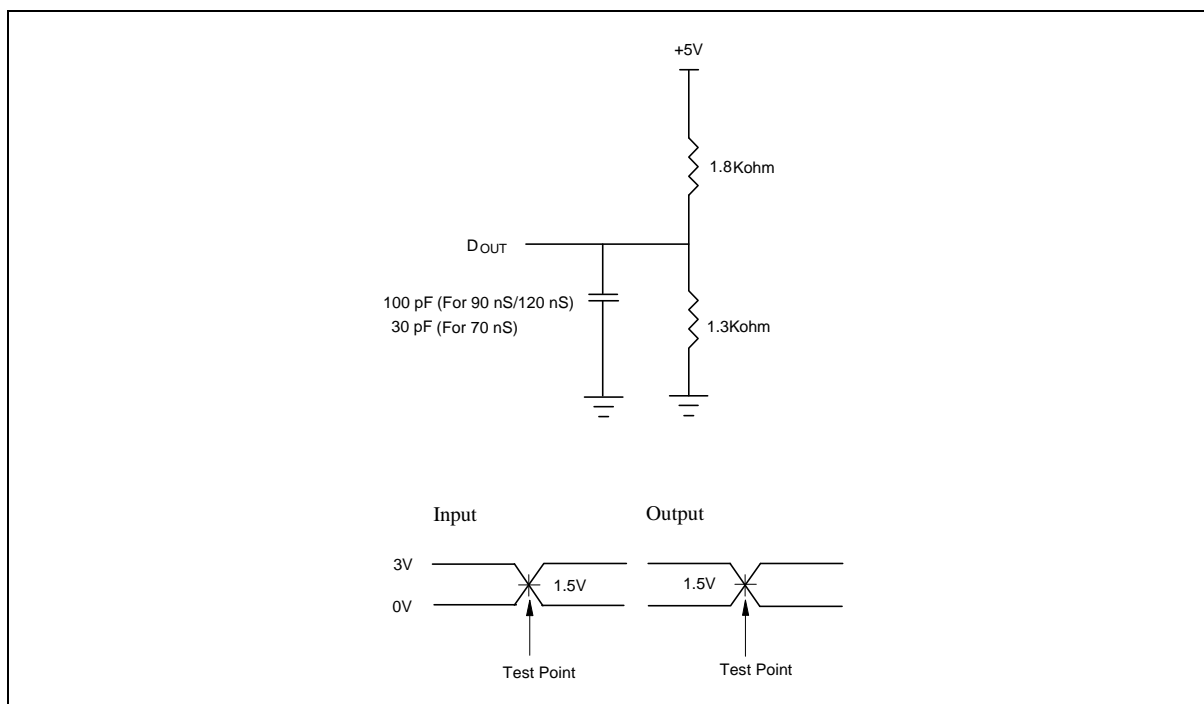 +5V
1.8Kohm
DOUT
100 pF (For 90 nS/120 nS)
30 pF (For 70 nS)
1.3Kohm
Input
Output
3V
1.5V
1.5V
0V
Test Point
Test Point